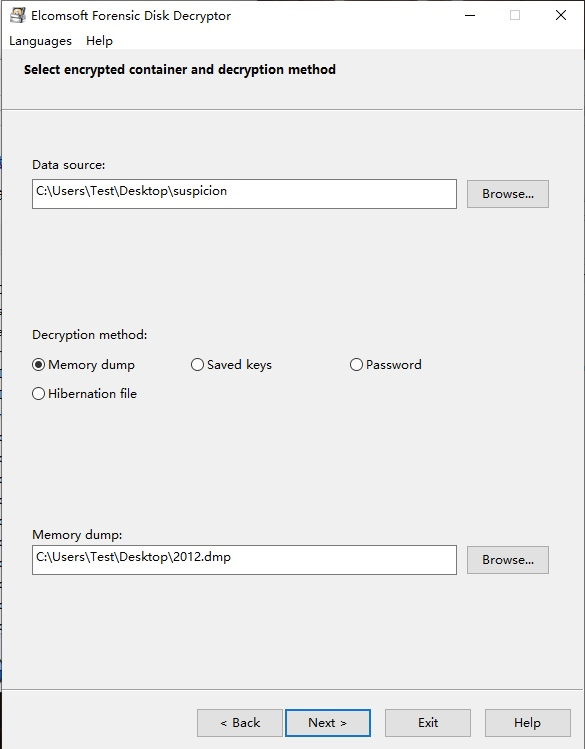 Elcomsoft Forensic Disk Decryptor
Languages Help
Select encrypted container and decryption method
Data source:
C:\Users\Test\Desktop\suspicion Browse...
Decryption method:
Memory dump Saved keys Password
Hibernation file
Memory dump:
C:\Users\Test\Desktop\2012.dmp Browse...
< Back Next > Exit Help